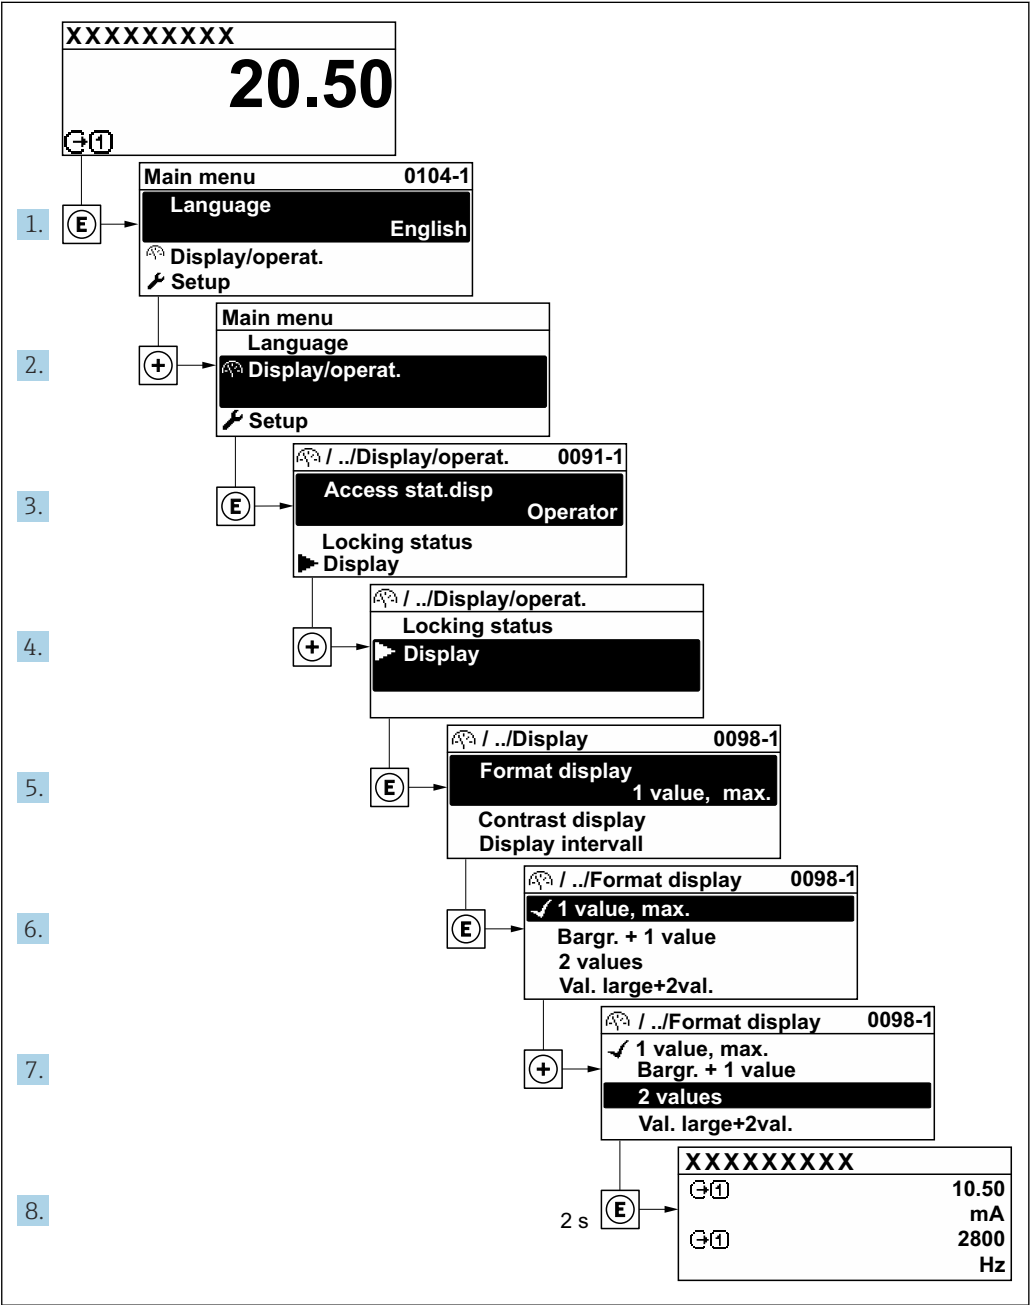 XXXXXXXXX
20.50
1
Main menu 0104-1
Language
English
Display/operat.
Setup
1. E
Main menu
Language
Display/operat.
Setup
2. +
/ ../Display/operat. 0091-1
Access stat.disp
Operator
Locking status
Display
3. E
/ ../Display/operat.
Locking status
Display
4. +
/ ../Display 0098-1
Format display
1 value, max.
Contrast display
Display intervall
5. E
/ ../Format display 0098-1
1 value, max.
Bargr. + 1 value
2 values
Val. large+2val.
6. E
/ ../Format display 0098-1
1 value, max.
Bargr. + 1 value
2 values
Val. large+2val.
7. +
XXXXXXXXX
1 10.50
mA
1 2800
Hz
8. 2 s E